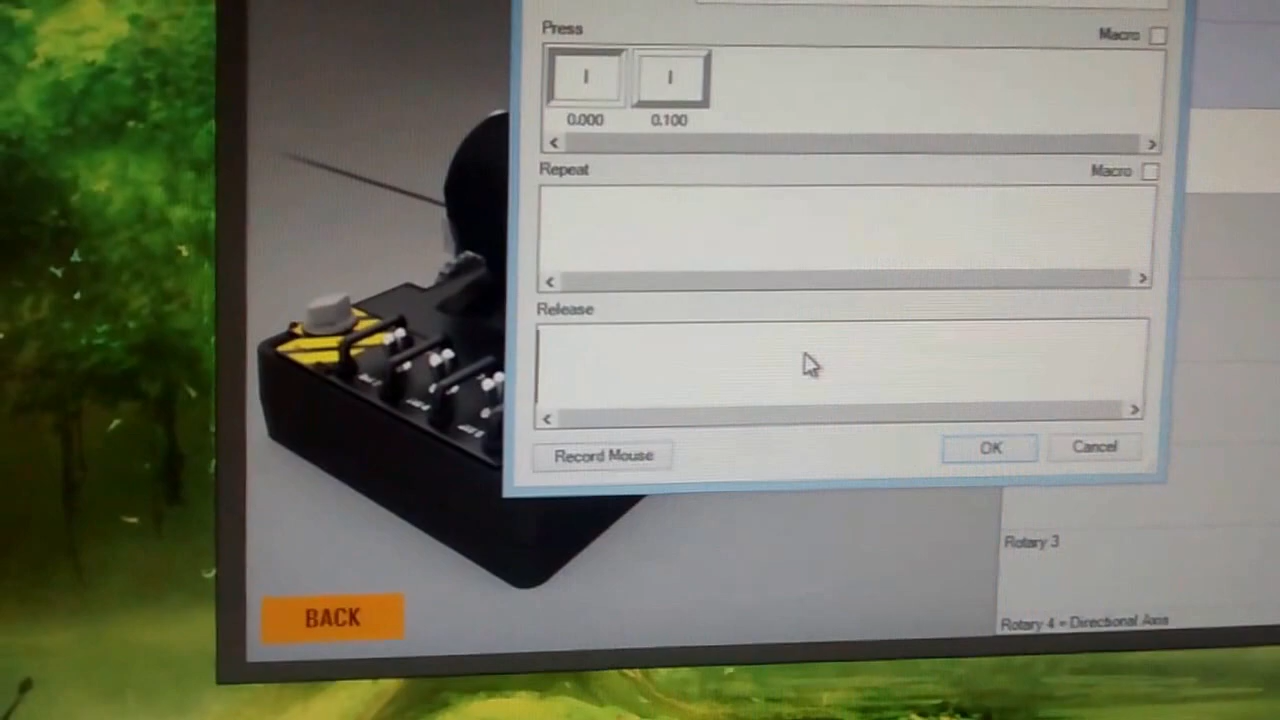 Press
Macro
I
I
0.000
0.100
Repeat
Macro
Release
Record Mouse
OK
Cancel
Rotary 3
BACK
Rotary 4 = Directional Axis